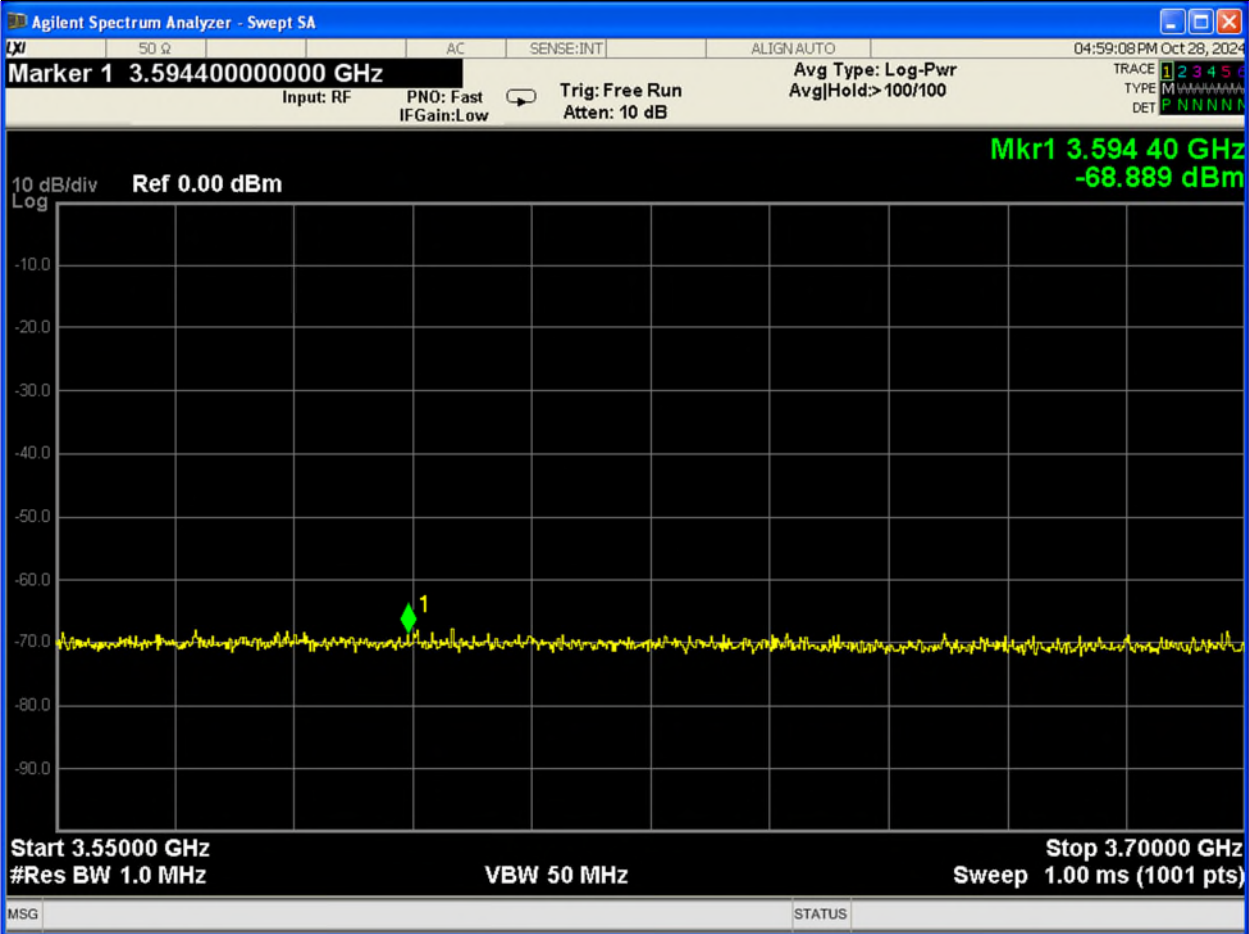 Agilent Spectrum Analyzer - Swept SA
LXI 50 Ω AC SENSE:INT ALIGN AUTO 04:59:08 PM Oct 28, 2024
Marker 1 3.594400000000 GHz
Input: RF PNO: Fast IFGain:Low
Trig: Free Run
Atten: 10 dB
Avg Type: Log-Pwr
Avg|Hold:>100/100
TRACE 1 2 3 4 5 6
TYPE M
DET P N N N N N
Mkr1 3.594 40 GHz
-68.889 dBm
10 dB/div Ref 0.00 dBm
Log
-10.0
-20.0
-30.0
-40.0
-50.0
-60.0
1
-70.0
-80.0
-90.0
Start 3.55000 GHz Stop 3.70000 GHz
#Res BW 1.0 MHz VBW 50 MHz Sweep 1.00 ms (1001 pts)
MSG STATUS